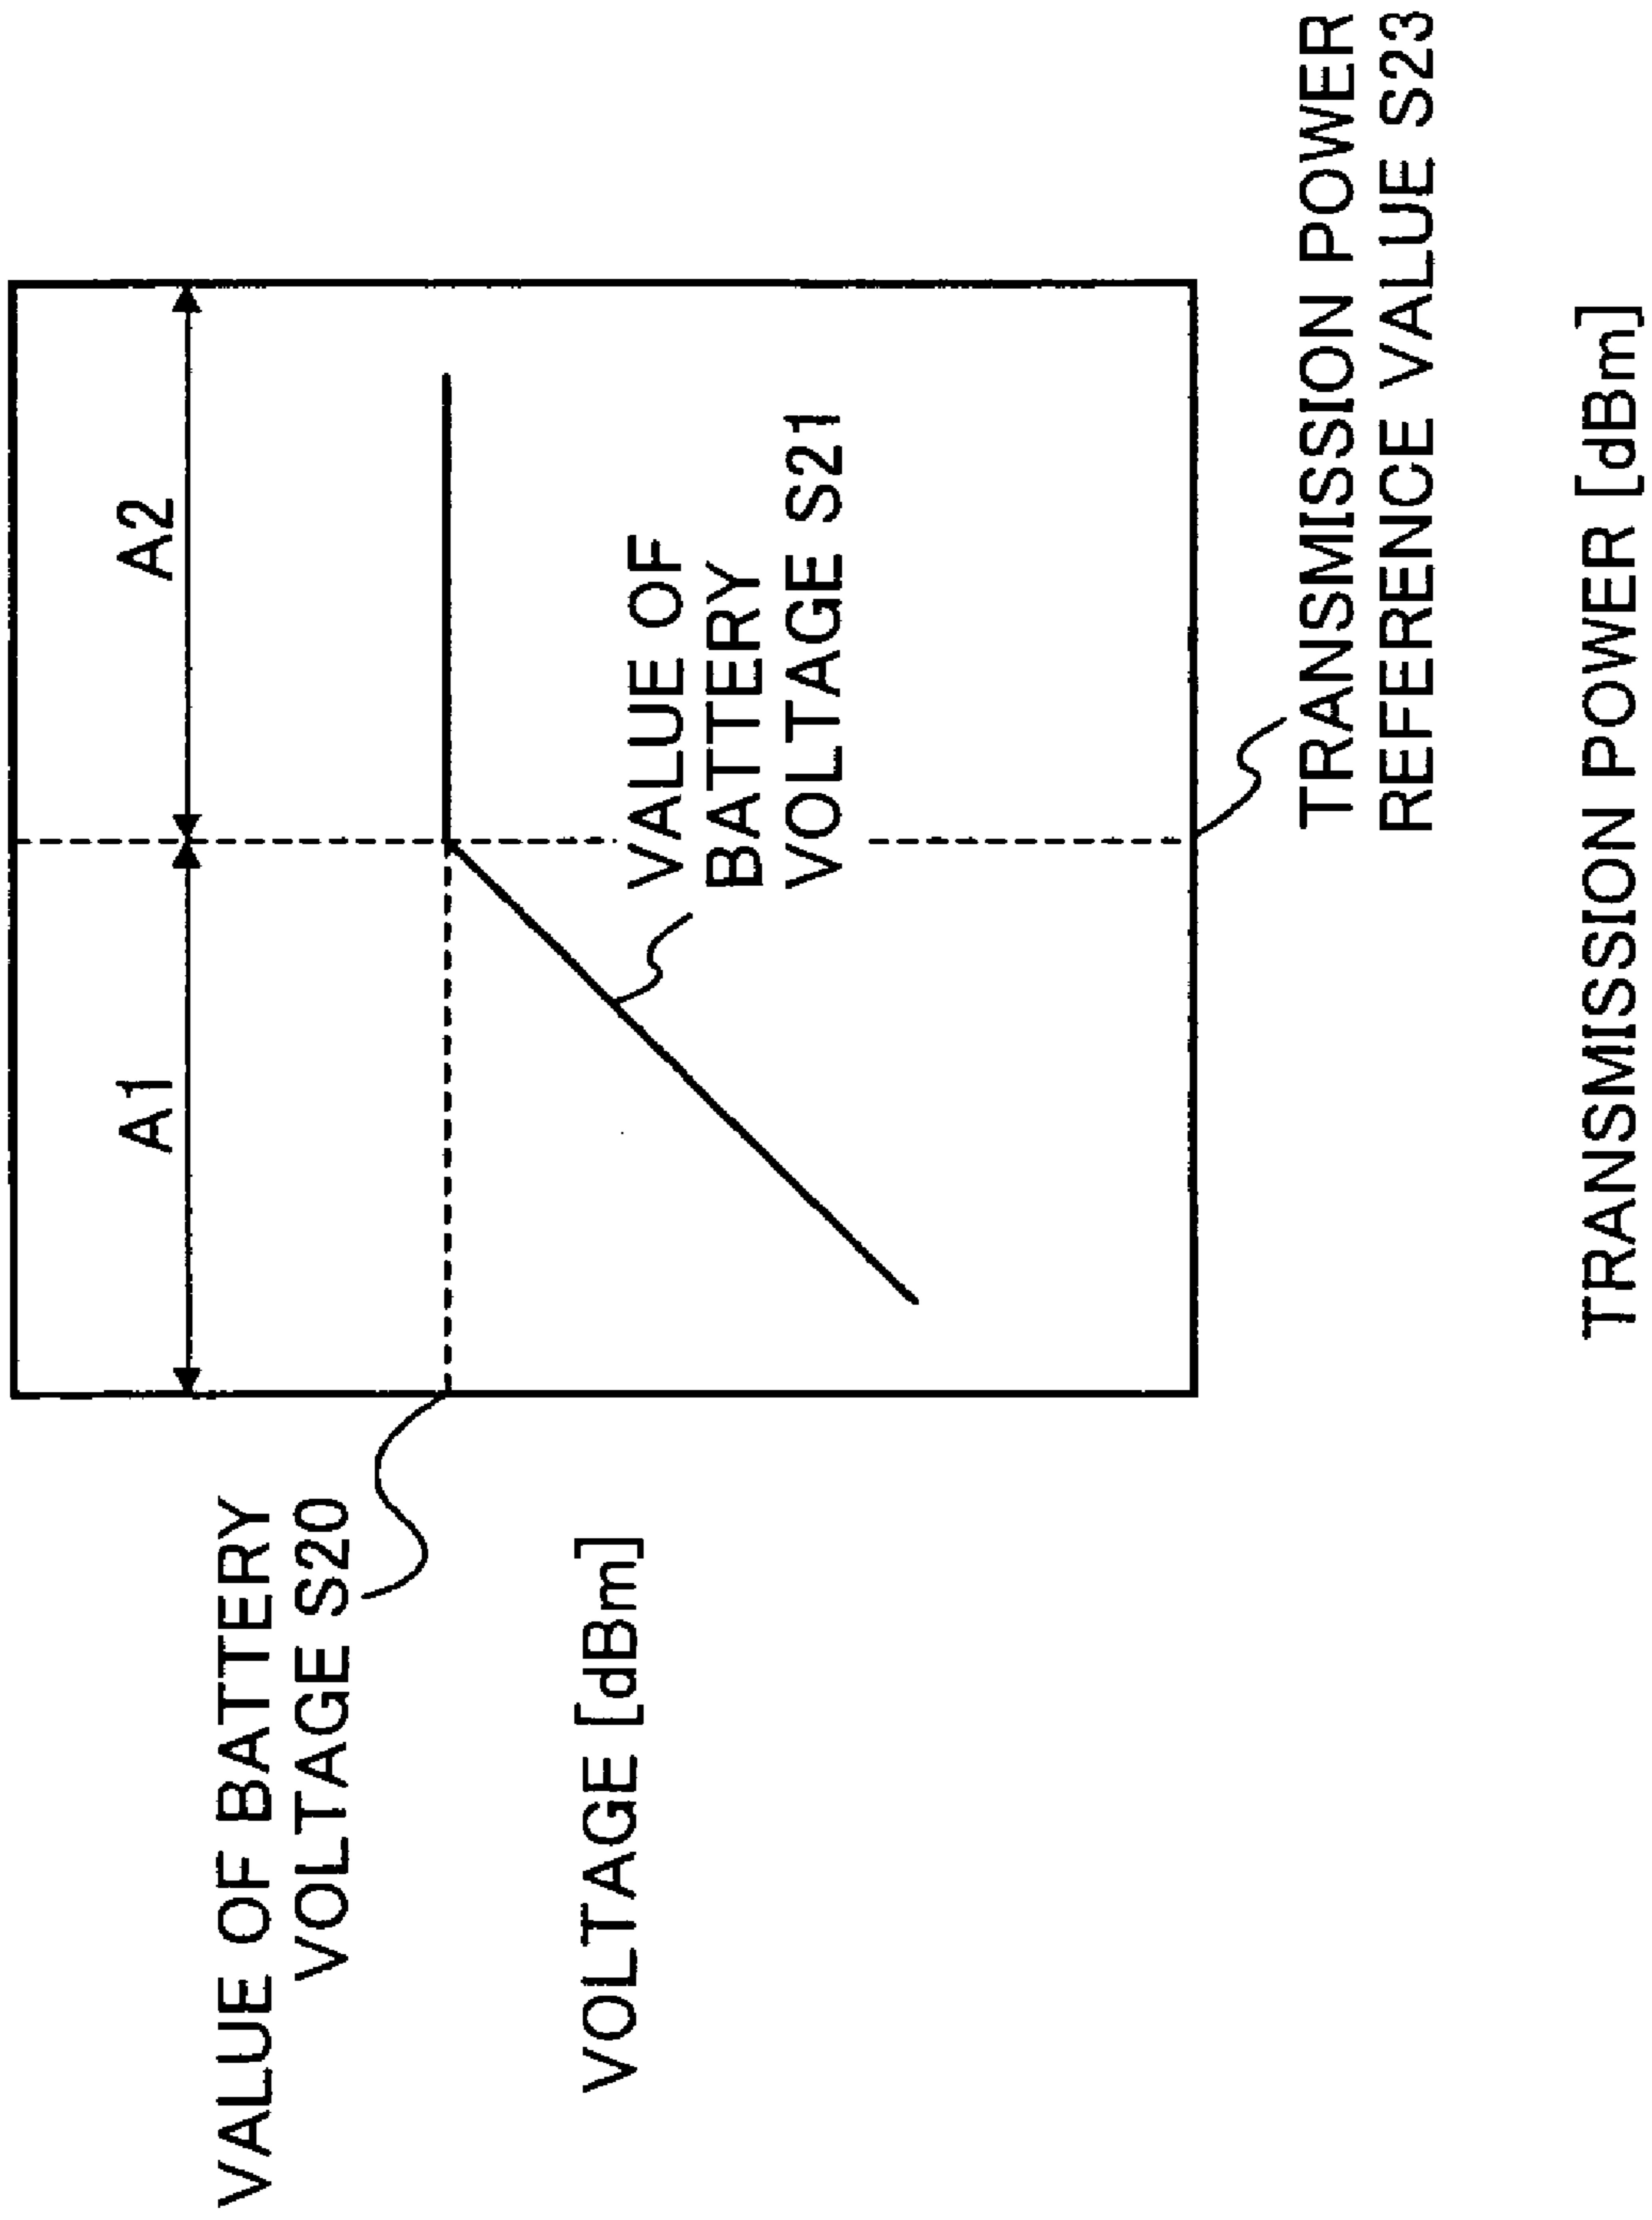 A1
A2
VALUE OF BATTERY
VOLTAGE S20
VALUE OF
BATTERY
VOLTAGE S21
VOLTAGE [dBm]
TRANSMISSION POWER
REFERENCE VALUE S23
TRANSMISSION POWER [dBm]